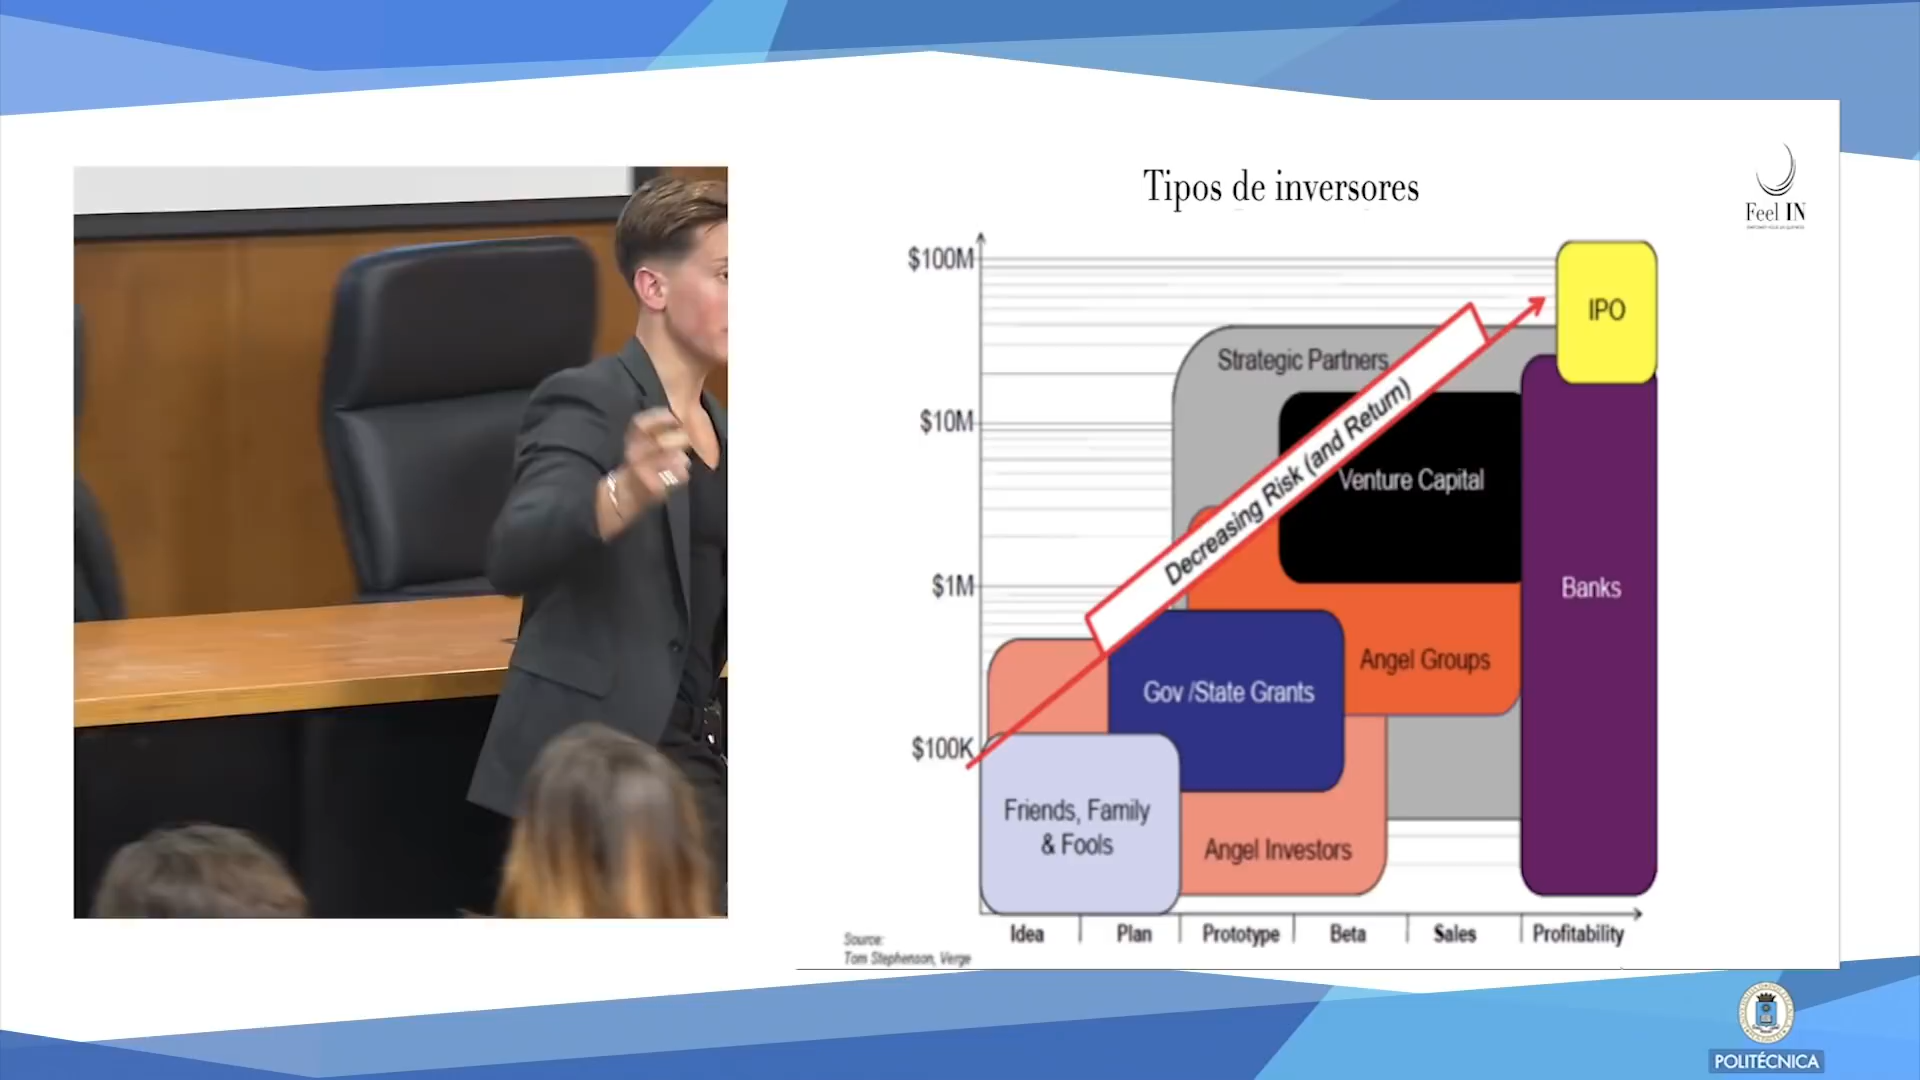 Tipos de inversores
Feel IN
$100M
$10M
$1M
$100K
IPO
Strategic Partners
Decreasing Risk (and Return)
Venture Capital
Banks
Angel Groups
Gov /State Grants
Friends, Family
& Fools
Angel Investors
Idea
Plan
Prototype
Beta
Sales
Profitability
Source:
Tom Stephenson, Verge
POLITÉCNICA